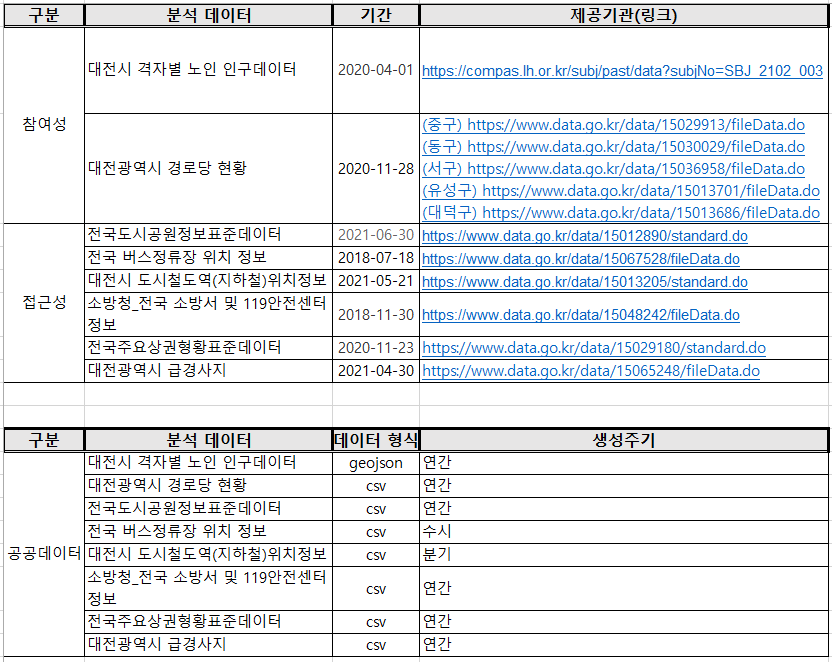 구분 분석 데이터 기간 제공기관(링크)
참여성
대전시 격자별 노인 인구데이터 2020-04-01 https://compas.lh.or.kr/subj/past/data?subjNo=SBJ_2102_003
대전광역시 경로당 현황 2020-11-28
(중구) https://www.data.go.kr/data/15029913/fileData.do
(동구) https://www.data.go.kr/data/15030029/fileData.do
(서구) https://www.data.go.kr/data/15036958/fileData.do
(유성구) https://www.data.go.kr/data/15013701/fileData.do
(대덕구) https://www.data.go.kr/data/15013686/fileData.do
접근성
전국도시공원정보표준데이터 2021-06-30 https://www.data.go.kr/data/15012890/standard.do
전국 버스정류장 위치 정보 2018-07-18 https://www.data.go.kr/data/15067528/fileData.do
대전시 도시철도역(지하철)위치정보 2021-05-21 https://www.data.go.kr/data/15013205/standard.do
소방청_전국 소방서 및 119안전센터
정보 2018-11-30 https://www.data.go.kr/data/15048242/fileData.do
전국주요상권형황표준데이터 2020-11-23 https://www.data.go.kr/data/15029180/standard.do
대전광역시 급경사지 2021-04-30 https://www.data.go.kr/data/15065248/fileData.do
구분 분석 데이터 데이터 형식 생성주기
공공데이터
대전시 격자별 노인 인구데이터 geojson 연간
대전광역시 경로당 현황 csv 연간
전국도시공원정보표준데이터 csv 연간
전국 버스정류장 위치 정보 csv 수시
대전시 도시철도역(지하철)위치정보 csv 분기
소방청_전국 소방서 및 119안전센터
정보 csv 연간
전국주요상권형황표준데이터 csv 연간
대전광역시 급경사지 csv 연간